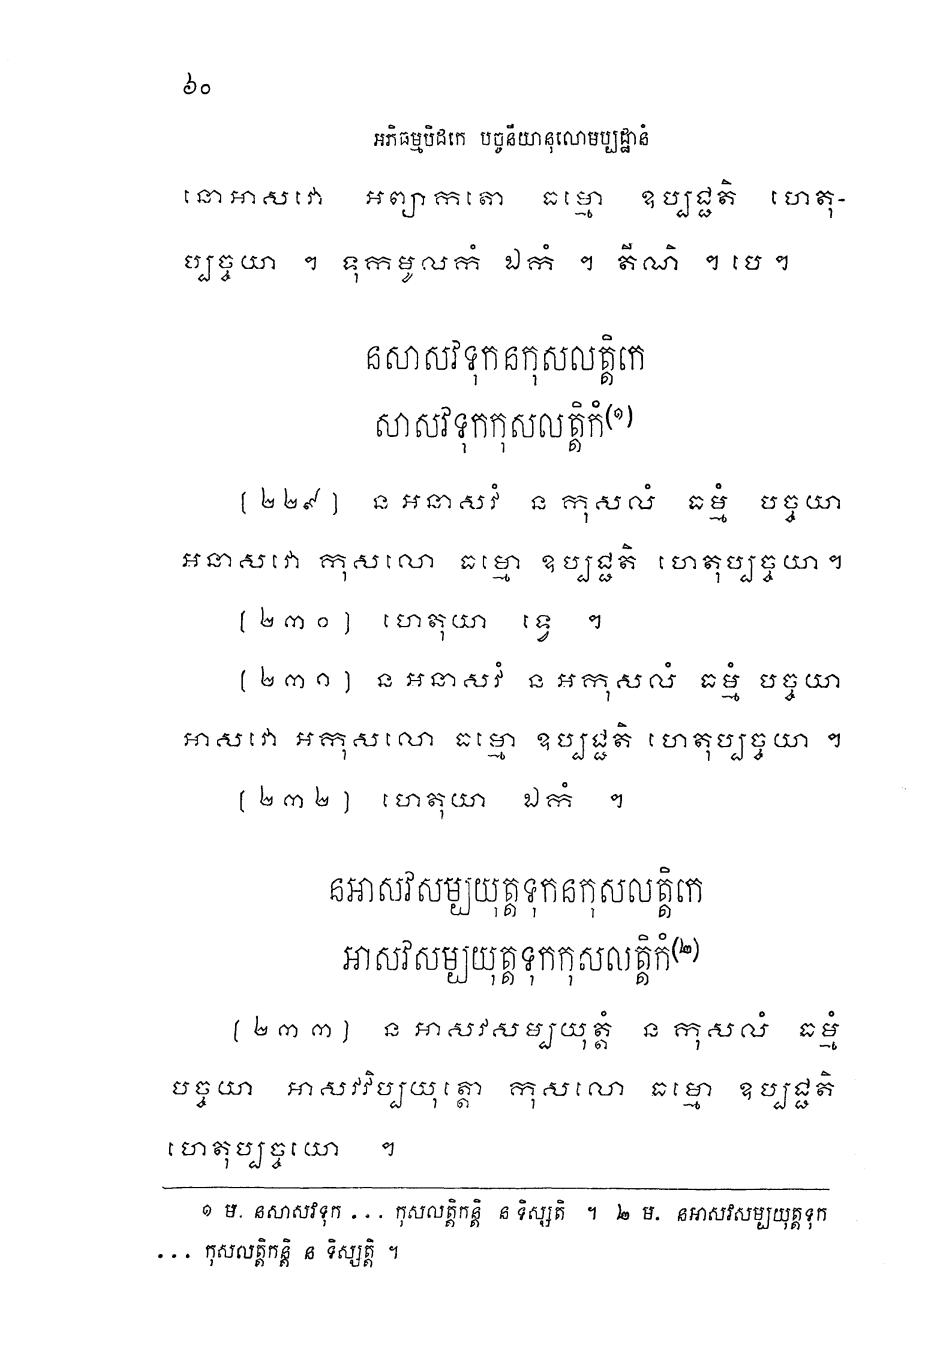 ៦០
អភិធម្មបិដកេ បច្ចនីយានុលោមប្បដ្ឋានំ
នោអាសវោ អព្យាកតោ ធម្មោ ឧប្បជ្ជតិ ហេតុ-
ប្បច្ចយា ។ ទុកមូលកំ ឯកំ ។ តីណិ ។ បេ ។
នសាសវទុកនកុសលត្តិកេ
សាសវទុកកុសលត្តិកំ(១)
(២២៩) ន អនាសវំ ន កុសលំ ធម្មំ បច្ចយា
អនាសវោ កុសលោ ធម្មោ ឧប្បជ្ជតិ ហេតុប្បច្ចយា ។
(២៣០) ហេតុយា ទ្វេ ។
(២៣១) ន អនាសវំ ន អកុសលំ ធម្មំ បច្ចយា
អាសវោ អកុសលោ ធម្មោ ឧប្បជ្ជតិ ហេតុប្បច្ចយា ។
(២៣២) ហេតុយា ឯកំ ។
នអាសវសម្បយុត្តទុកនកុសលត្តិកេ
អាសវសម្បយុត្តទុកកុសលត្តិកំ(២)
(២៣៣) ន អាសវសម្បយុត្តំ ន កុសលំ ធម្មំ
បច្ចយា អាសវវិប្បយុត្តោ កុសលោ ធម្មោ ឧប្បជ្ជតិ
ហេតុប្បច្ចយោ ។
១ ម. នសាសវទុក ... កុសលត្តិកន្តិ ន ទិស្សតិ ។ ២ ម. នអាសវសម្បយុត្តទុក
... កុសលត្តិកន្តិ ន ទិស្សត្តិ ។